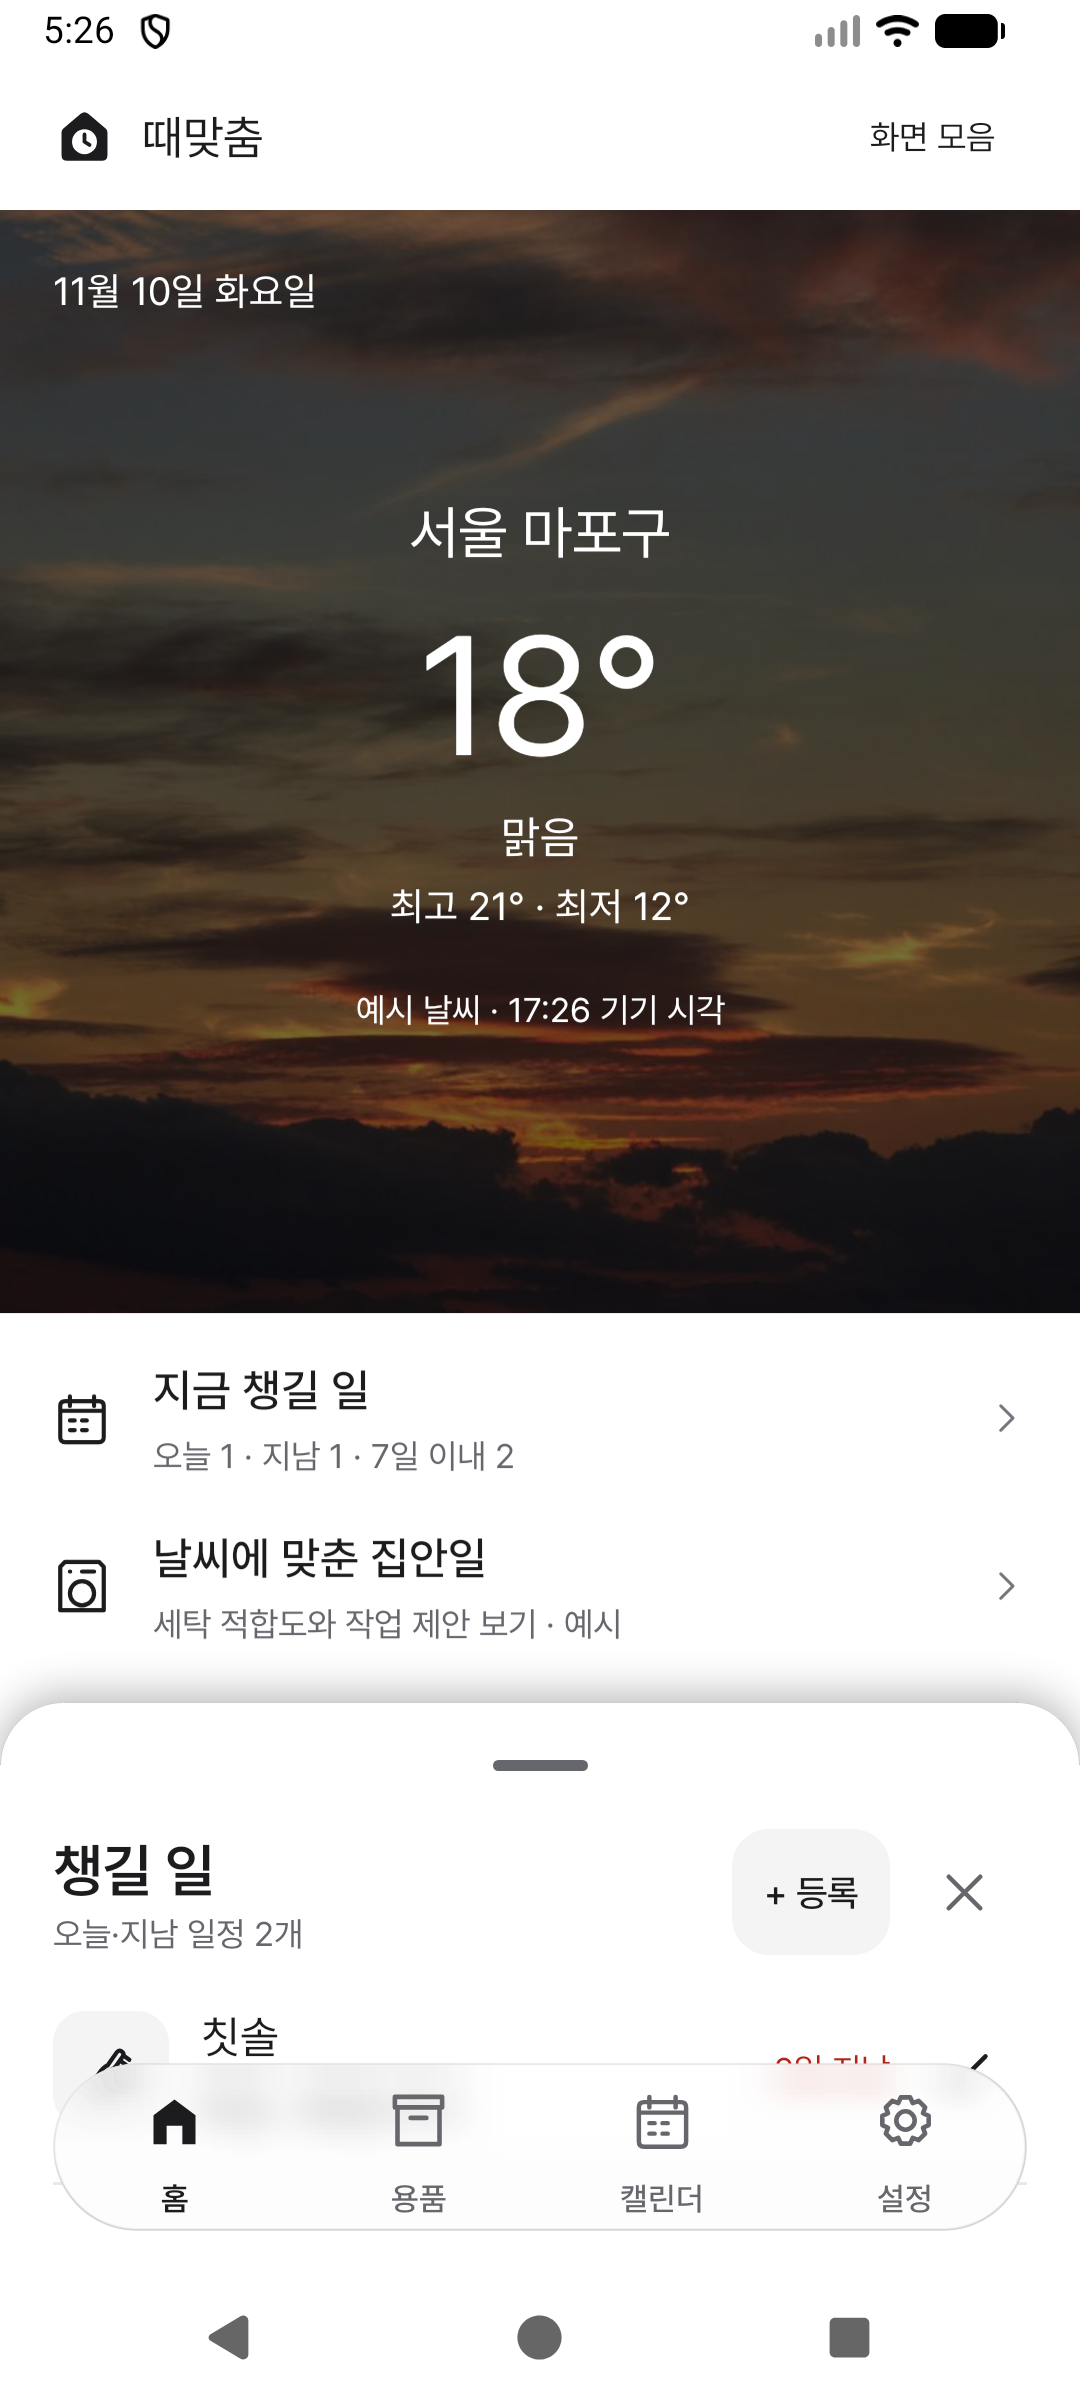 5:26
때맞춤
화면 모음
11월 10일 화요일
서울 마포구
18°
맑음
최고 21° · 최저 12°
예시 날씨 · 17:26 기기 시각
지금 챙길 일
오늘 1 · 지남 1 · 7일 이내 2
날씨에 맞춘 집안일
세탁 적합도와 작업 제안 보기 · 예시
챙길 일
오늘·지남 일정 2개
+ 등록
칫솔
홈
용품
캘린더
설정